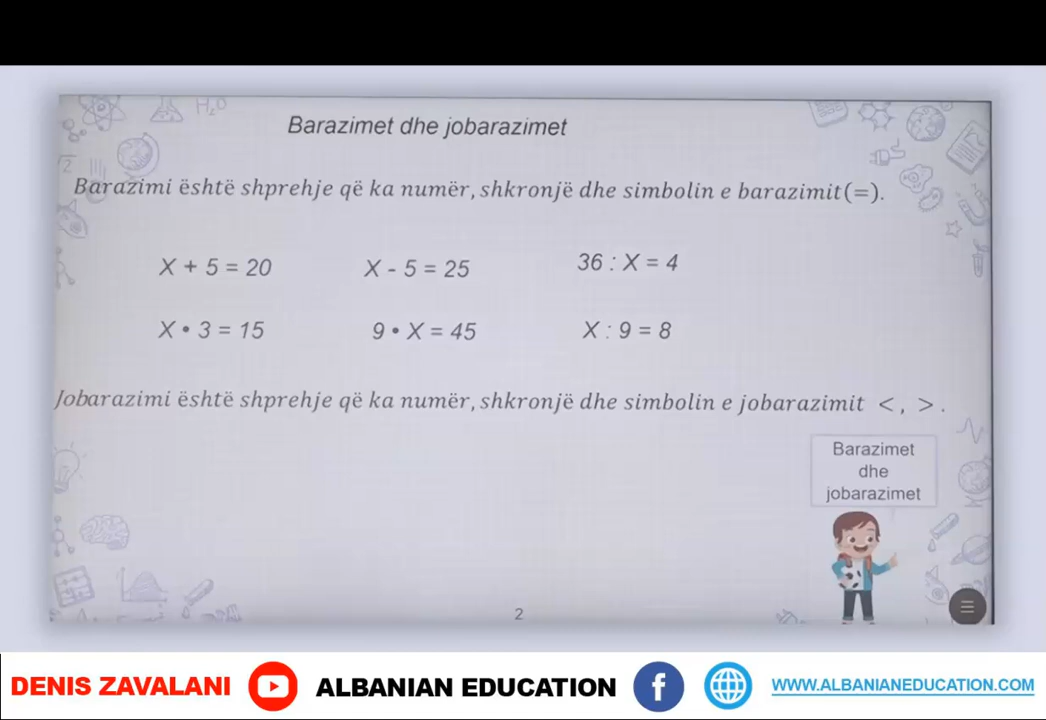 H₂O
Barazimet dhe jobarazimet
Barazimi është shprehje që ka numër, shkronjë dhe simbolin e barazimit(=).
X + 5 = 20 X - 5 = 25 36 : X = 4
X • 3 = 15 9 • X = 45 X : 9 = 8
Jobarazimi është shprehje që ka numër, shkronjë dhe simbolin e jobarazimit < , > .
Barazimet
dhe
jobarazimet
2
DENIS ZAVALANI ALBANIAN EDUCATION f WWW.ALBANIANEDUCATION.COM